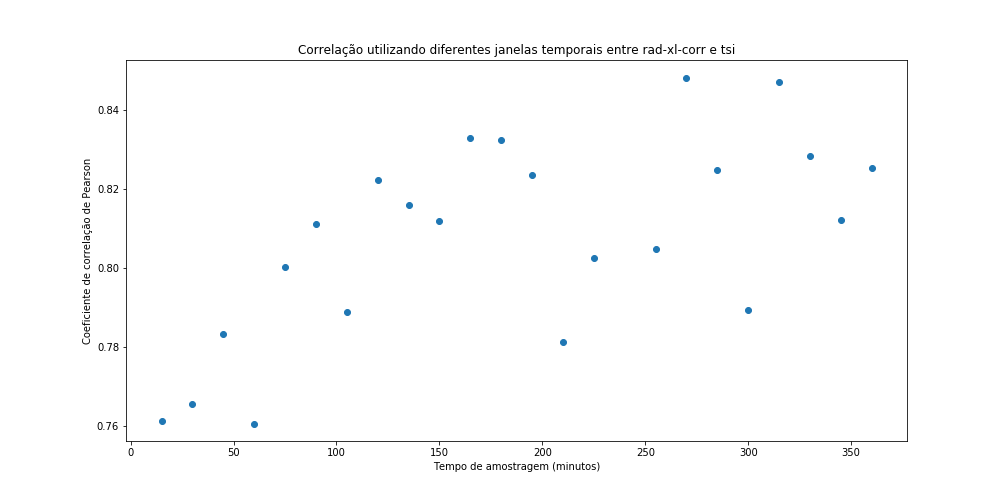 Correlação utilizando diferentes janelas temporais entre rad-xl-corr e tsi
Coeficiente de correlação de Pearson
0.84
0.82
0.80
0.78
0.76
0 50 100 150 200 250 300 350
Tempo de amostragem (minutos)